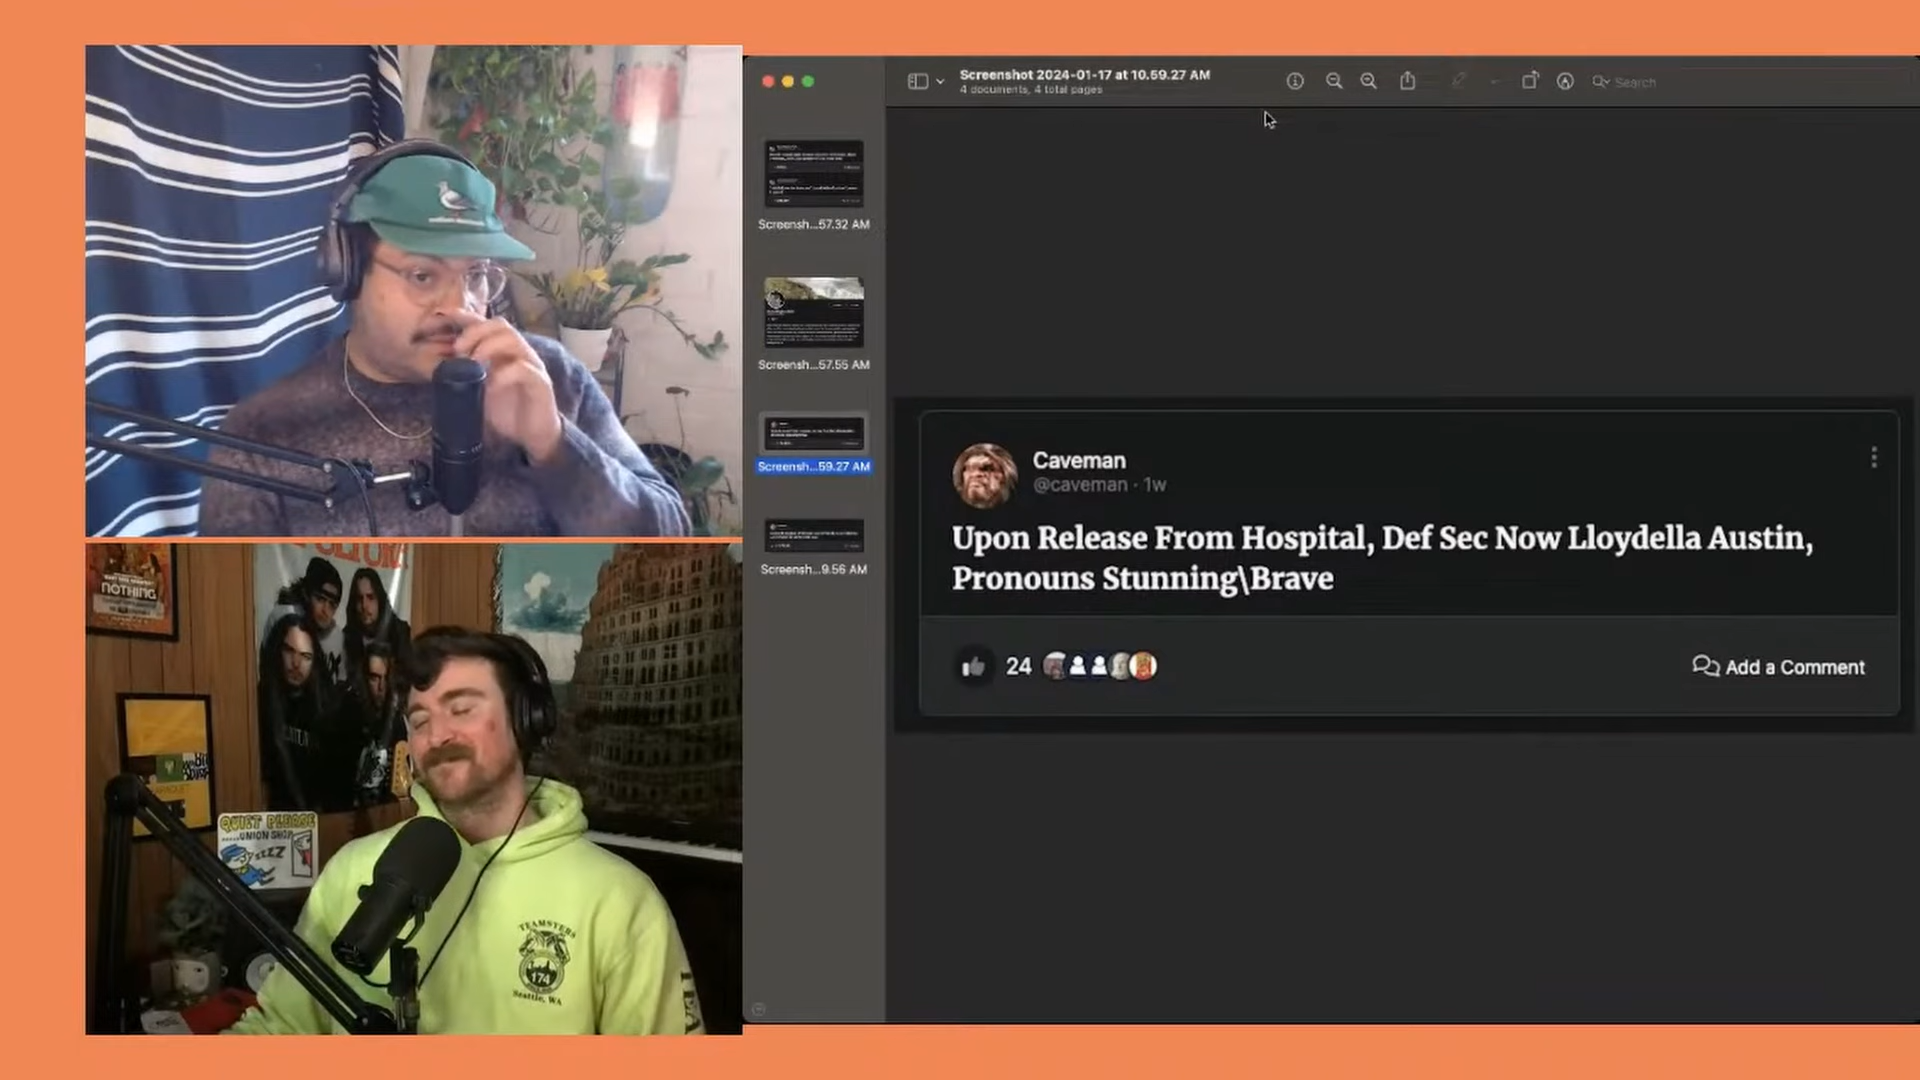 Screenshot 2024-01-17 at 10.59.27 AM
4 documents, 4 total pages
Search
Screensh...57.32 AM
Screensh...57.55 AM
Screensh...59.27 AM
Screensh...9.56 AM
Caveman
@caveman · 1w
Upon Release From Hospital, Def Sec Now Lloydella Austin,
Pronouns Stunning\Brave
24
Add a Comment
NOTHING
QUIET PLEASE
UNION SHOP
ZZZ
TEAMSTERS
174
Seattle, WA